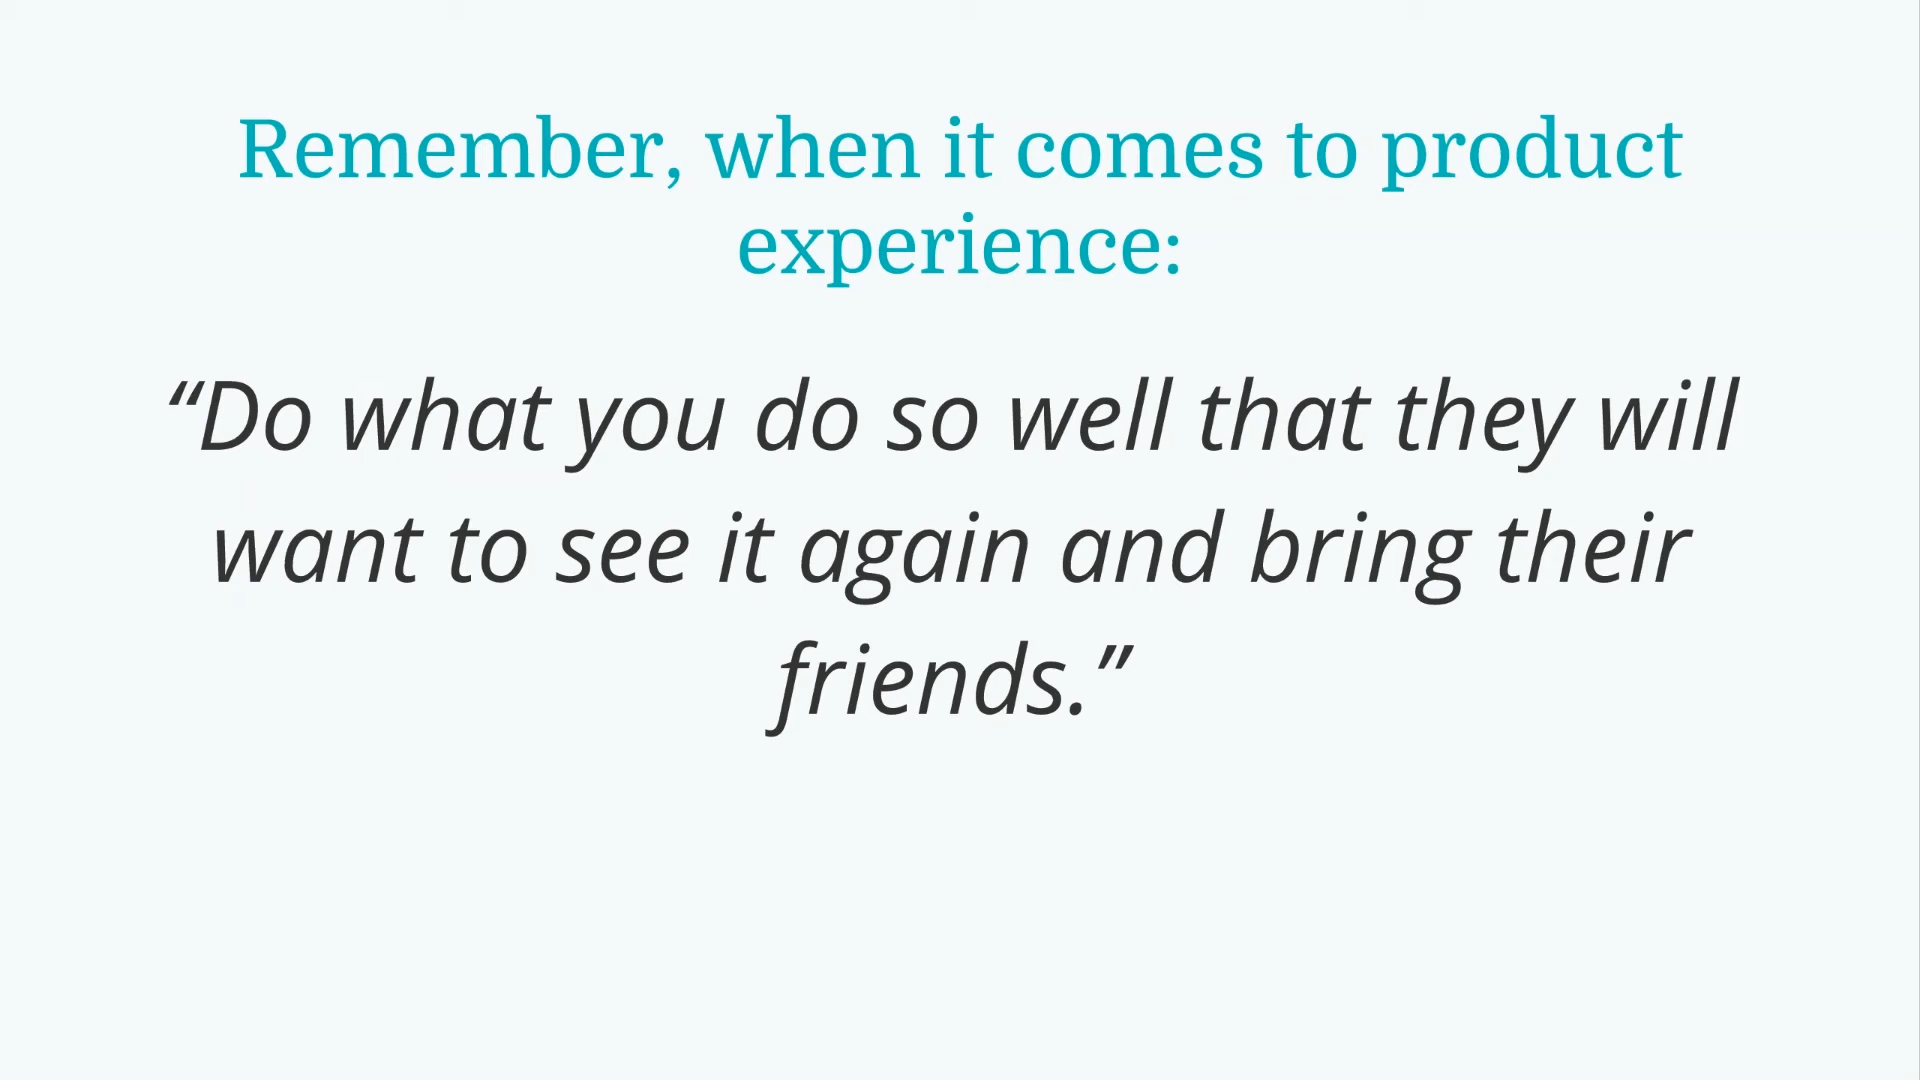 Remember, when it comes to product
experience:
“Do what you do so well that they will
want to see it again and bring their
friends.”